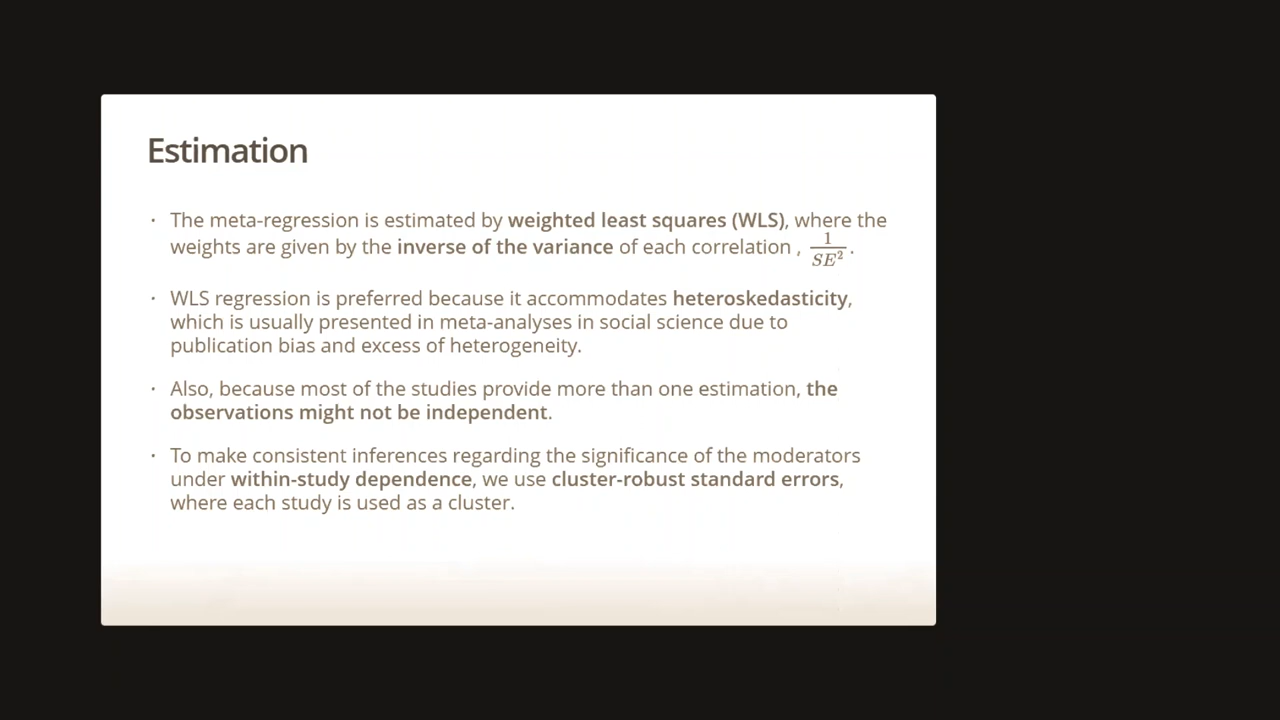 Estimation
· The meta-regression is estimated by weighted least squares (WLS), where the
weights are given by the inverse of the variance of each correlation , 1/SE².
· WLS regression is preferred because it accommodates heteroskedasticity,
which is usually presented in meta-analyses in social science due to
publication bias and excess of heterogeneity.
· Also, because most of the studies provide more than one estimation, the
observations might not be independent.
· To make consistent inferences regarding the significance of the moderators
under within-study dependence, we use cluster-robust standard errors,
where each study is used as a cluster.